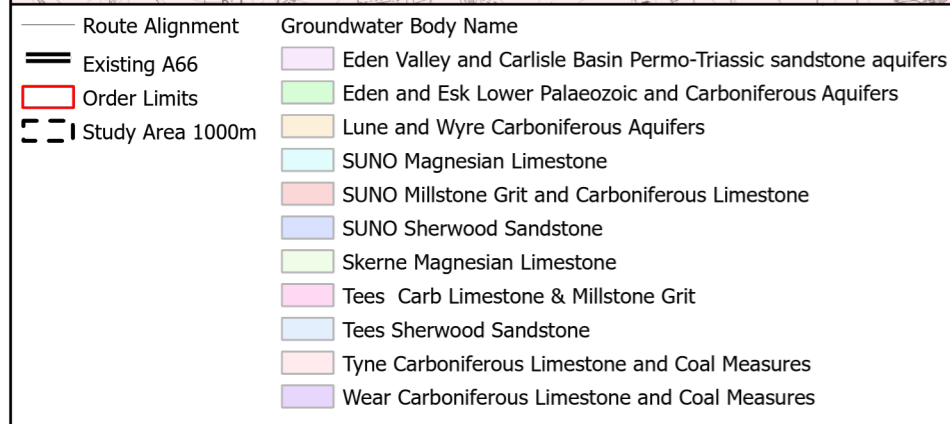 Route Alignment
Existing A66
Order Limits
Study Area 1000m
Groundwater Body Name
Eden Valley and Carlisle Basin Permo-Triassic sandstone aquifers
Eden and Esk Lower Palaeozoic and Carboniferous Aquifers
Lune and Wyre Carboniferous Aquifers
SUNO Magnesian Limestone
SUNO Millstone Grit and Carboniferous Limestone
SUNO Sherwood Sandstone
Skerne Magnesian Limestone
Tees  Carb Limestone & Millstone Grit
Tees Sherwood Sandstone
Tyne Carboniferous Limestone and Coal Measures
Wear Carboniferous Limestone and Coal Measures